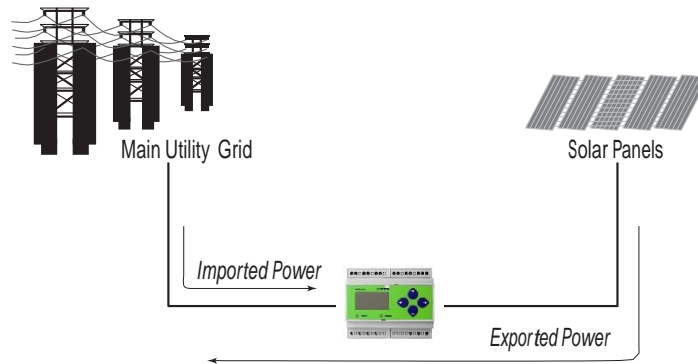 Main Utility Grid
Solar Panels
Imported Power
Exported Power